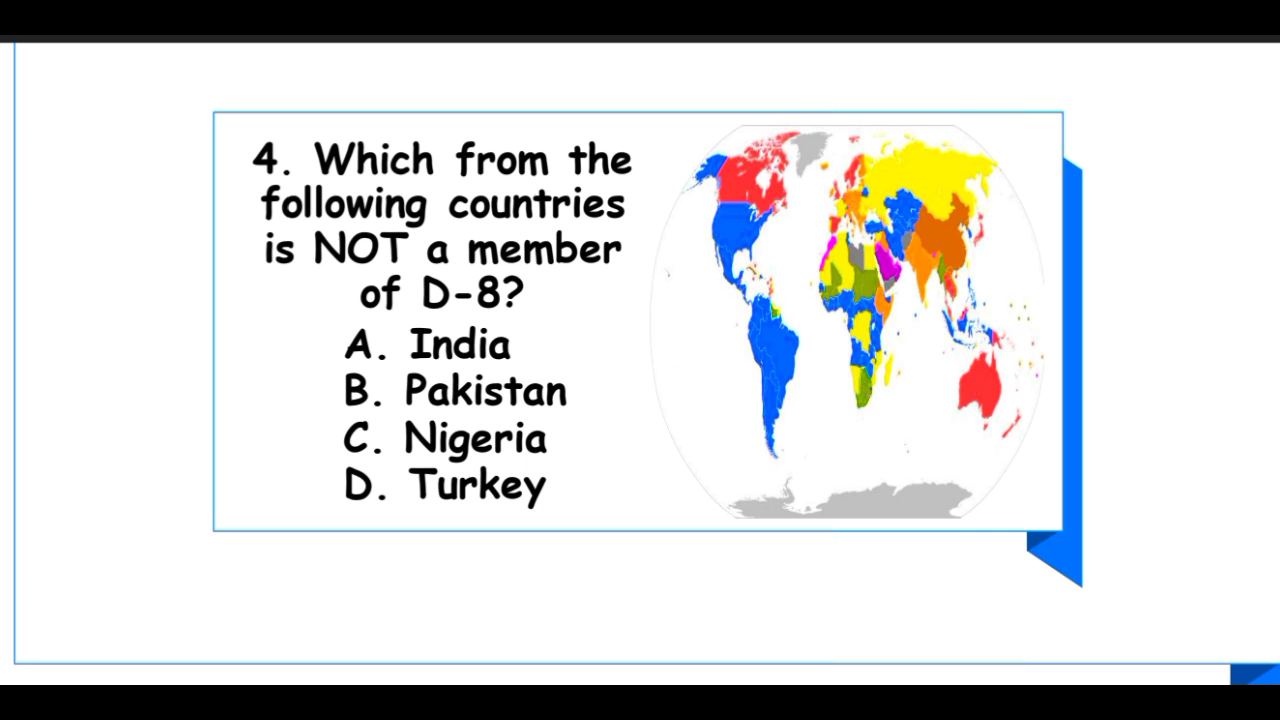 4. Which from the
following countries
is NOT a member
of D-8?
A. India
B. Pakistan
C. Nigeria
D. Turkey